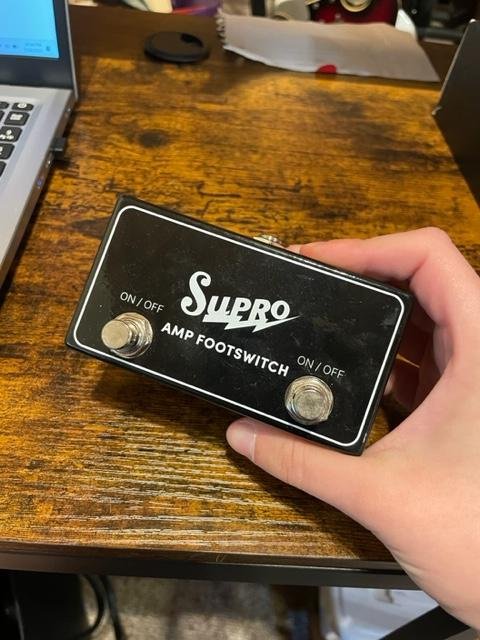 SUPRO
AMP FOOTSWITCH
ON / OFF
ON / OFF